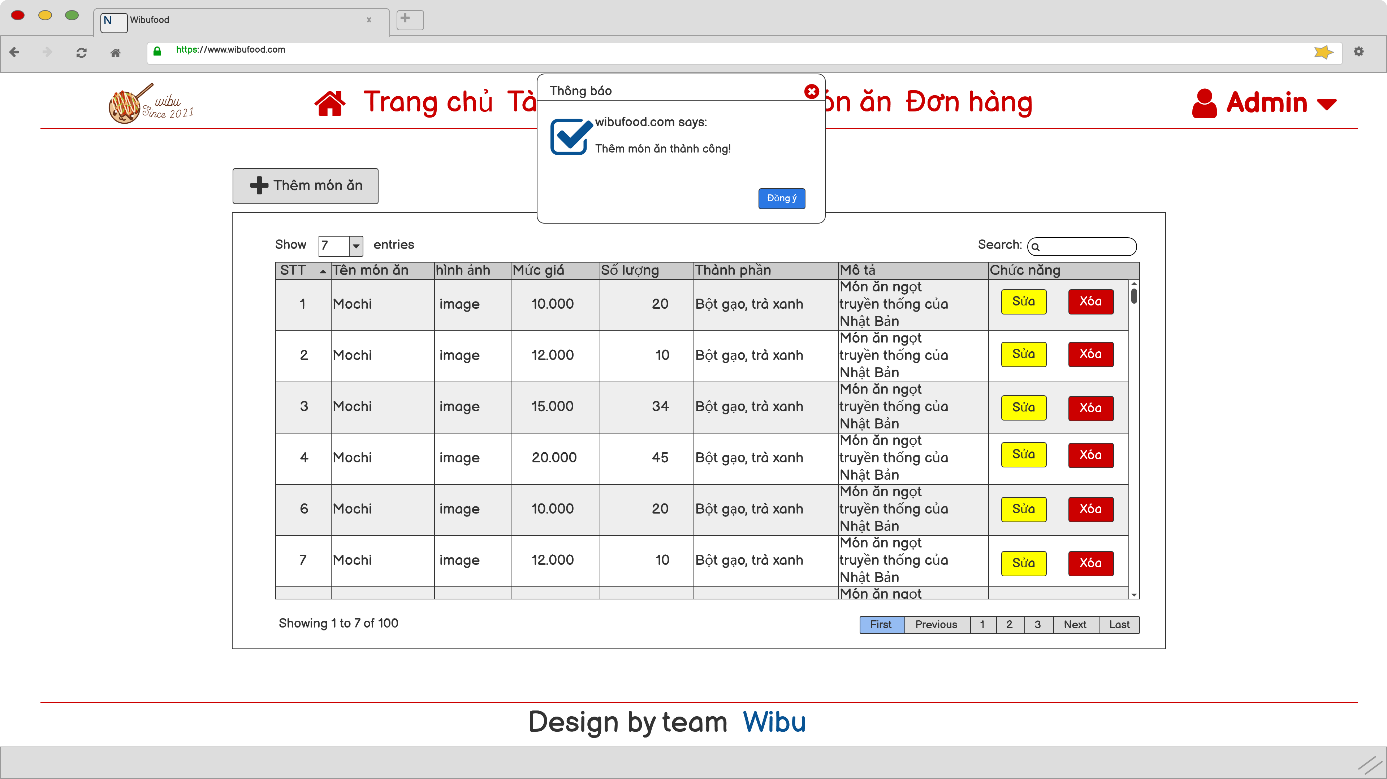 N Wibufood x
https://www.wibufood.com
wibu
Since 2021
Trang chủ món ăn Đơn hàng Admin
Thông báo
wibufood.com says:
Thêm món ăn thành công!
Đồng ý
Thêm món ăn
Show 7 entries Search:
STT Tên món ăn hình ảnh Mức giá Số lượng Thành phần Mô tả Chức năng
1 Mochi image 10.000 20 Bột gạo, trà xanh Món ăn ngọt truyền thống của Nhật Bản Sửa Xóa
2 Mochi image 12.000 10 Bột gạo, trà xanh Món ăn ngọt truyền thống của Nhật Bản Sửa Xóa
3 Mochi image 15.000 34 Bột gạo, trà xanh Món ăn ngọt truyền thống của Nhật Bản Sửa Xóa
4 Mochi image 20.000 45 Bột gạo, trà xanh Món ăn ngọt truyền thống của Nhật Bản Sửa Xóa
6 Mochi image 10.000 20 Bột gạo, trà xanh Món ăn ngọt truyền thống của Nhật Bản Sửa Xóa
7 Mochi image 12.000 10 Bột gạo, trà xanh Món ăn ngọt truyền thống của Nhật Bản Sửa Xóa
Món ăn ngọt
Showing 1 to 7 of 100 First Previous 1 2 3 Next Last
Design by team Wibu